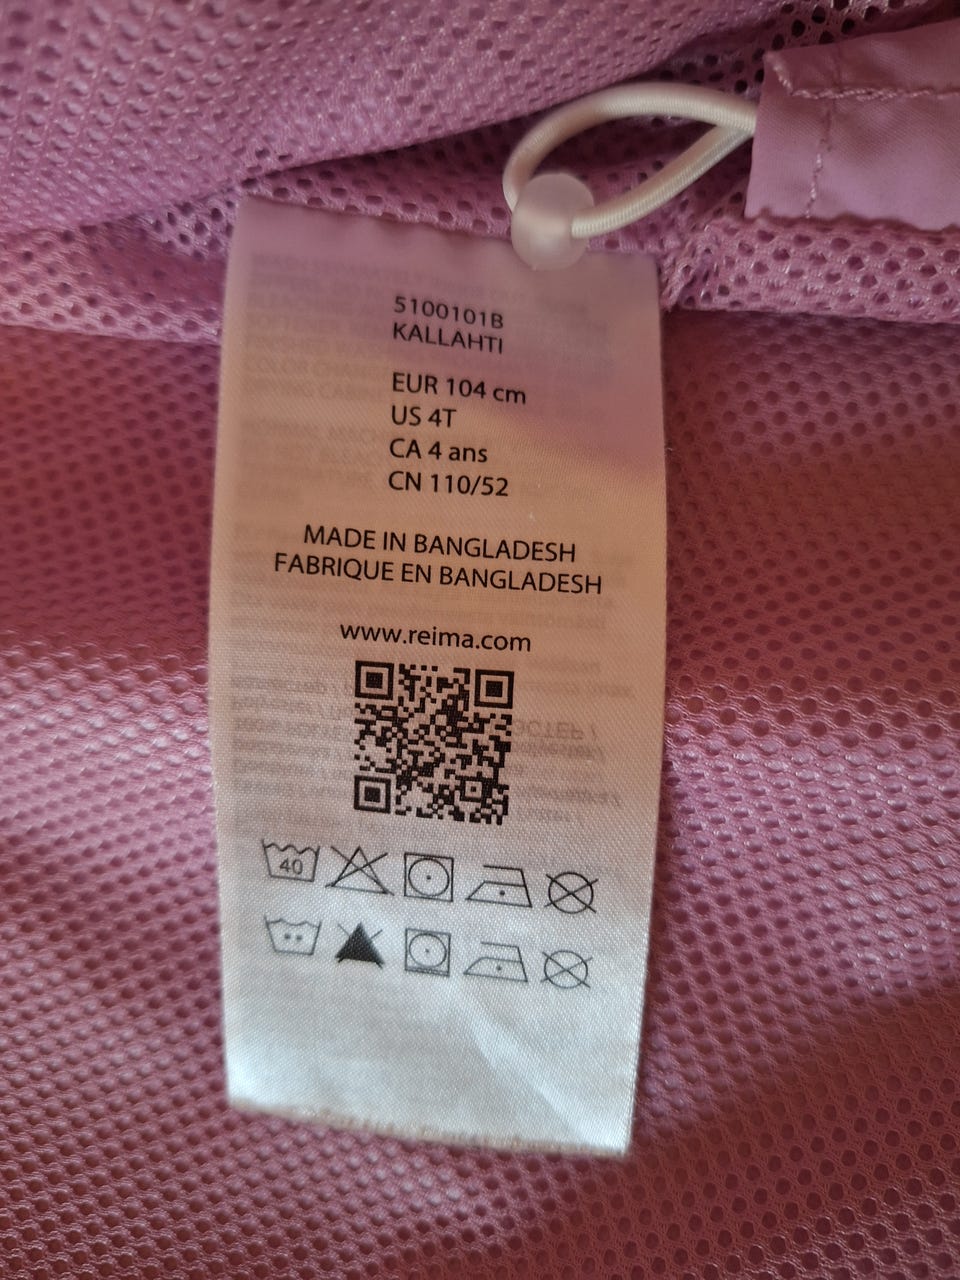 5100101B
KALLAHTI
EUR 104 cm
US 4T
CA 4 ans
CN 110/52
MADE IN BANGLADESH
FABRIQUE EN BANGLADESH
www.reima.com
40